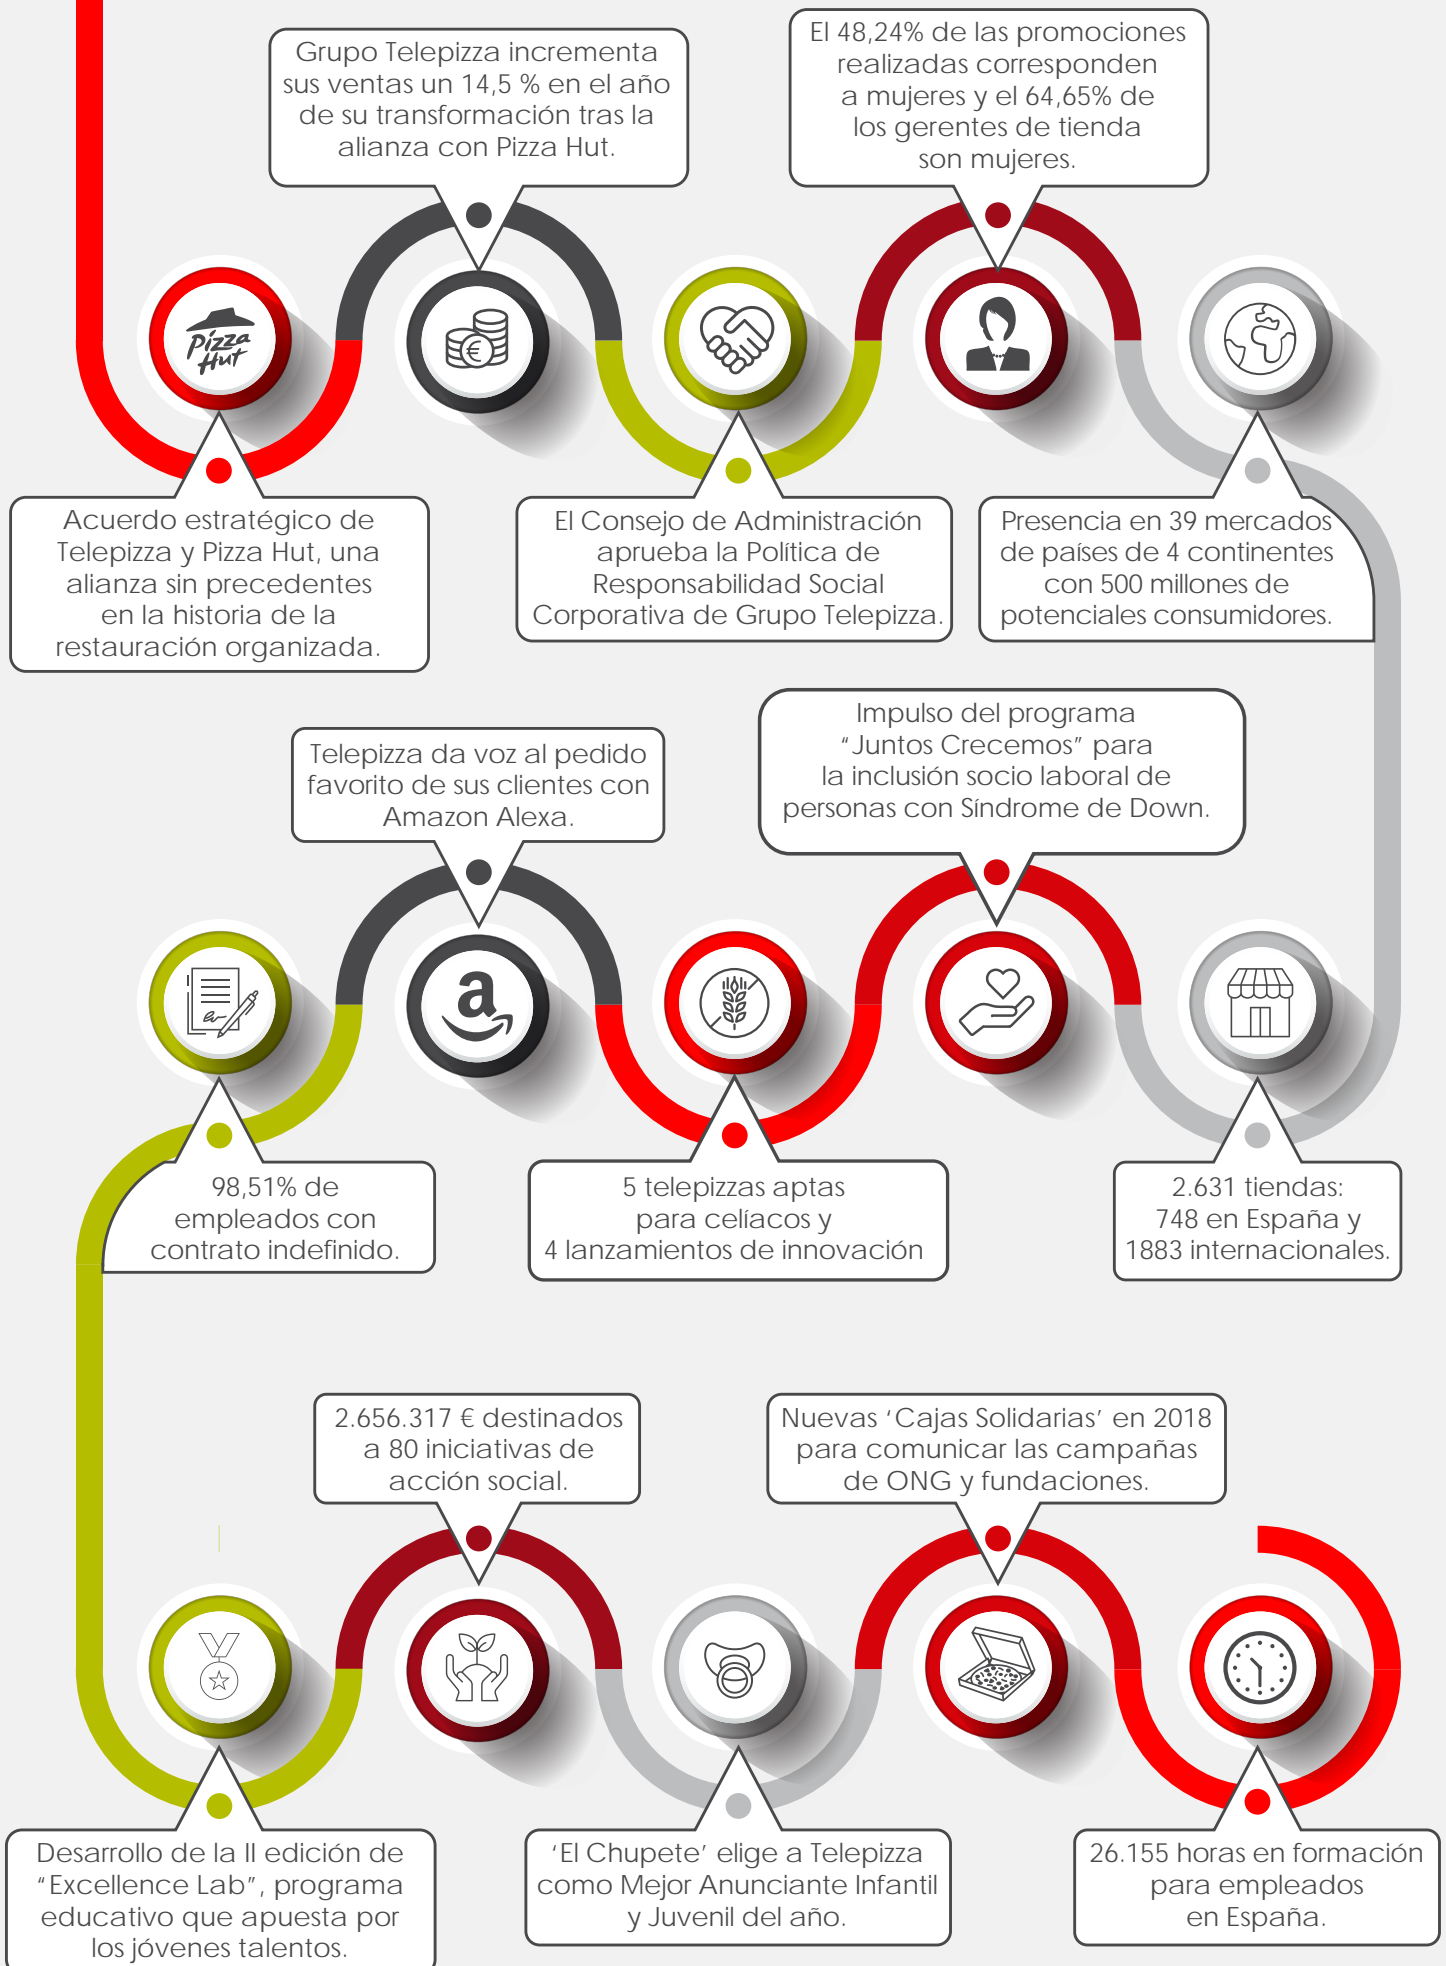 Grupo Telepizza incrementa
sus ventas un 14,5 % en el año
de su transformación tras la
alianza con Pizza Hut.
El 48,24% de las promociones
realizadas corresponden
a mujeres y el 64,65% de
los gerentes de tienda
son mujeres.
Pizza
Hut
€
Acuerdo estratégico de
Telepizza y Pizza Hut, una
alianza sin precedentes
en la historia de la
restauración organizada.
El Consejo de Administración
aprueba la Política de
Responsabilidad Social
Corporativa de Grupo Telepizza.
Presencia en 39 mercados
de países de 4 continentes
con 500 millones de
potenciales consumidores.
Telepizza da voz al pedido
favorito de sus clientes con
Amazon Alexa.
Impulso del programa
“Juntos Crecemos” para
la inclusión socio laboral de
personas con Síndrome de Down.
a
98,51% de
empleados con
contrato indefinido.
5 telepizzas aptas
para celíacos y
4 lanzamientos de innovación
2.631 tiendas:
748 en España y
1883 internacionales.
2.656.317 € destinados
a 80 iniciativas de
acción social.
Nuevas ‘Cajas Solidarias’ en 2018
para comunicar las campañas
de ONG y fundaciones.
Desarrollo de la II edición de
“Excellence Lab”, programa
educativo que apuesta por
los jóvenes talentos.
‘El Chupete’ elige a Telepizza
como Mejor Anunciante Infantil
y Juvenil del año.
26.155 horas en formación
para empleados
en España.